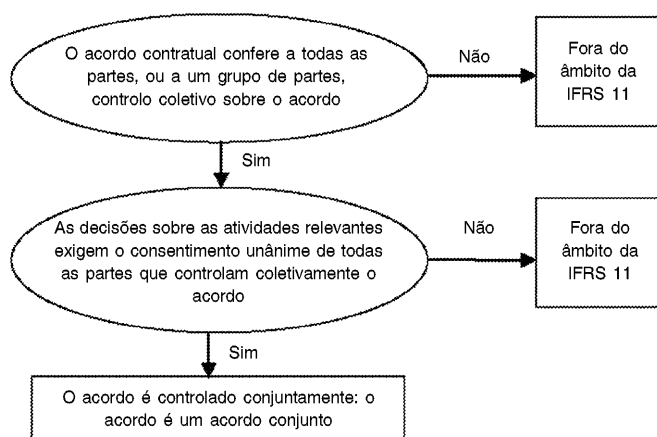 O acordo contratual confere a todas as
partes, ou a um grupo de partes,
controlo coletivo sobre o acordo
Não
Fora do
âmbito da
IFRS 11
Sim
As decisões sobre as atividades relevantes
exigem o consentimento unânime de todas
as partes que controlam coletivamente o
acordo
Não
Fora do
âmbito da
IFRS 11
Sim
O acordo é controlado conjuntamente: o
acordo é um acordo conjunto